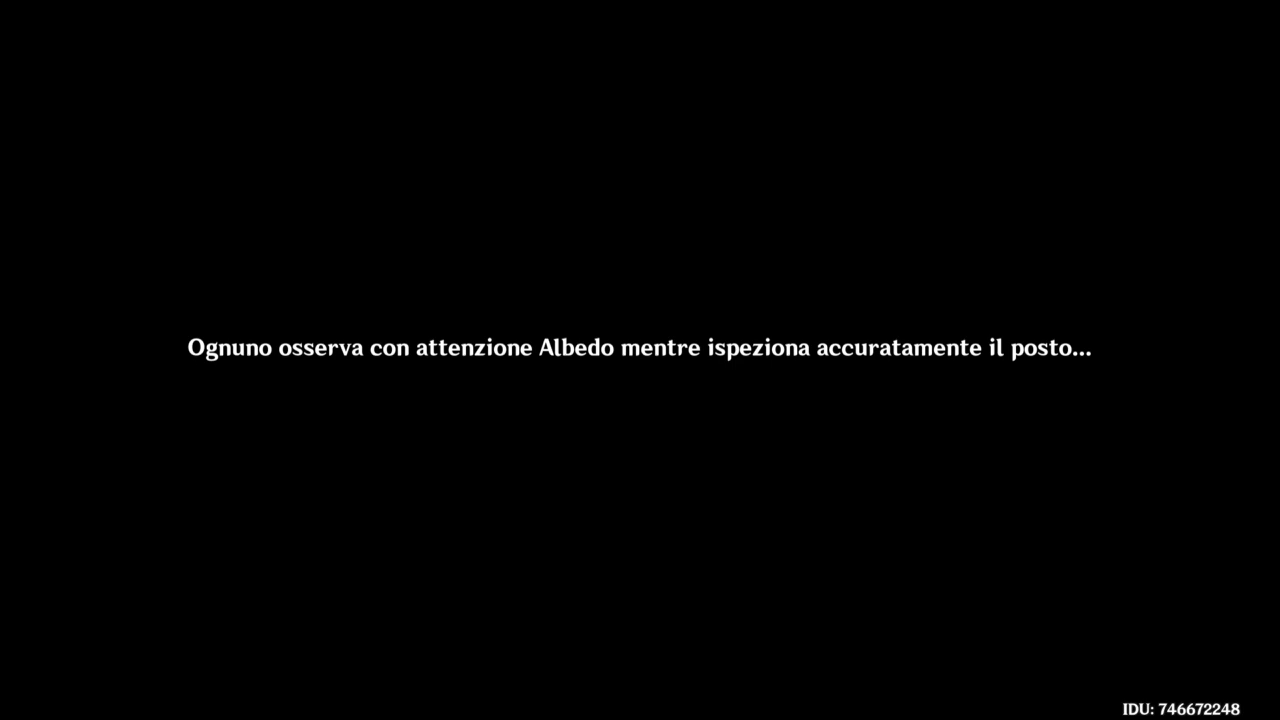 Ognuno osserva con attenzione Albedo mentre ispeziona accuratamente il posto...
IDU: 746672248